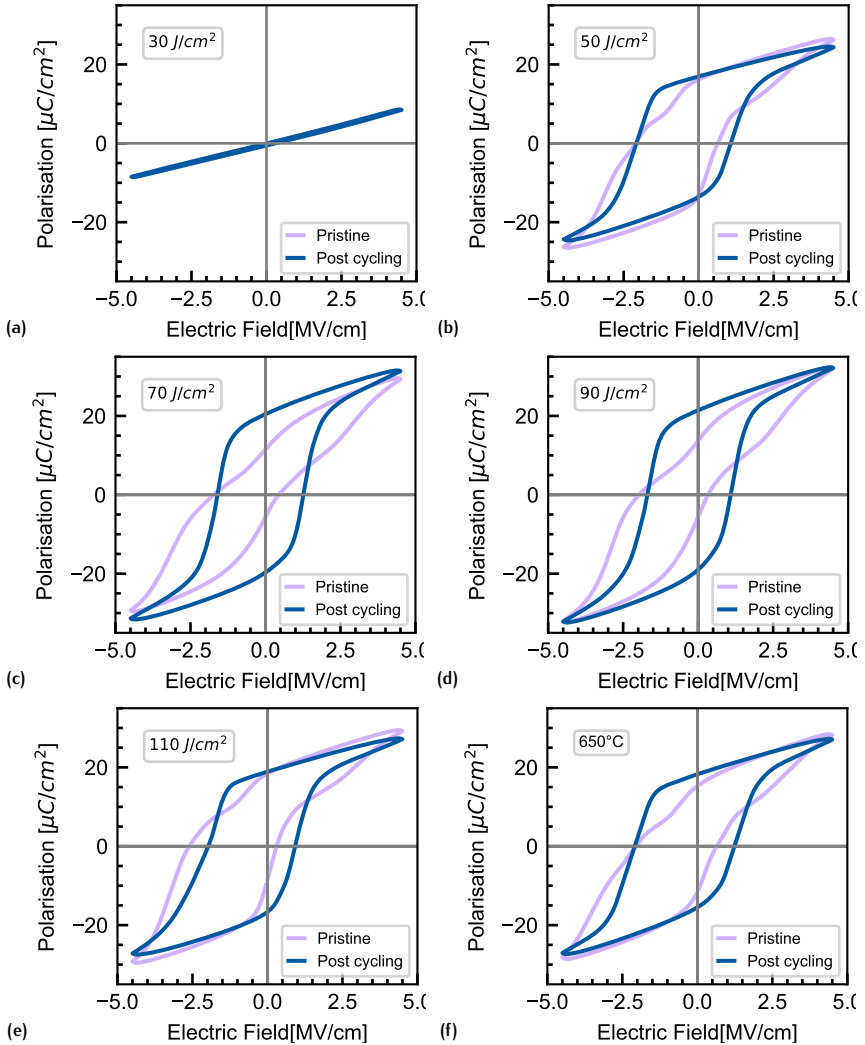 30 J/cm²
Polarisation [μC/cm²]
20
0
−20
Pristine
Post cycling
−5.0 −2.5 0.0 2.5 5.0
Electric Field[MV/cm]
(a)
50 J/cm²
Polarisation [μC/cm²]
20
0
−20
Pristine
Post cycling
−5.0 −2.5 0.0 2.5 5.0
Electric Field[MV/cm]
(b)
70 J/cm²
Polarisation [μC/cm²]
20
0
−20
Pristine
Post cycling
−5.0 −2.5 0.0 2.5 5.0
Electric Field[MV/cm]
(c)
90 J/cm²
Polarisation [μC/cm²]
20
0
−20
Pristine
Post cycling
−5.0 −2.5 0.0 2.5 5.0
Electric Field[MV/cm]
(d)
110 J/cm²
Polarisation [μC/cm²]
20
0
−20
Pristine
Post cycling
−5.0 −2.5 0.0 2.5 5.0
Electric Field[MV/cm]
(e)
650°C
Polarisation [μC/cm²]
20
0
−20
Pristine
Post cycling
−5.0 −2.5 0.0 2.5 5.0
Electric Field[MV/cm]
(f)